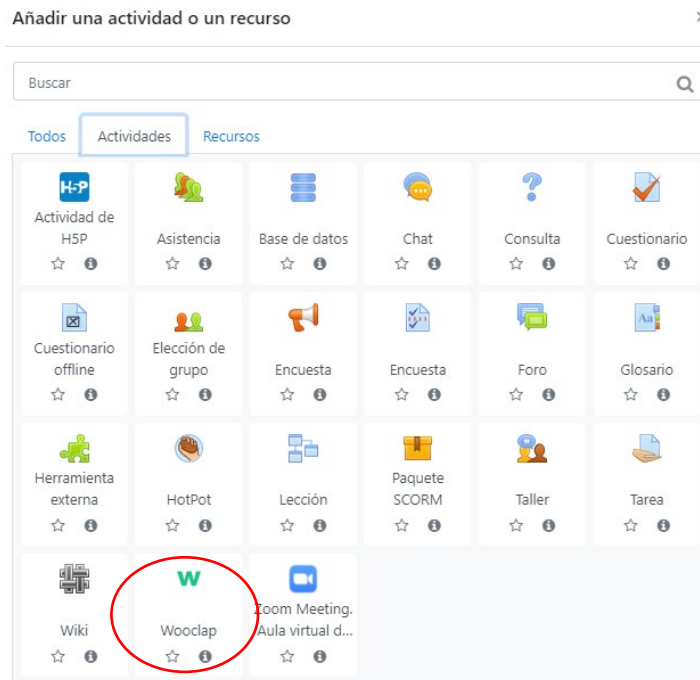 Añadir una actividad o un recurso
Buscar
Todos Actividades Recursos
H5P
Actividad de
H5P
Asistencia
Base de datos
Chat
Consulta
Cuestionario
Cuestionario
offline
Elección de
grupo
Encuesta
Encuesta
Foro
Aa
Glosario
Herramienta
externa
HotPot
Lección
Paquete
SCORM
Taller
Tarea
Wiki
W
Wooclap
Zoom Meeting.
Aula virtual d...